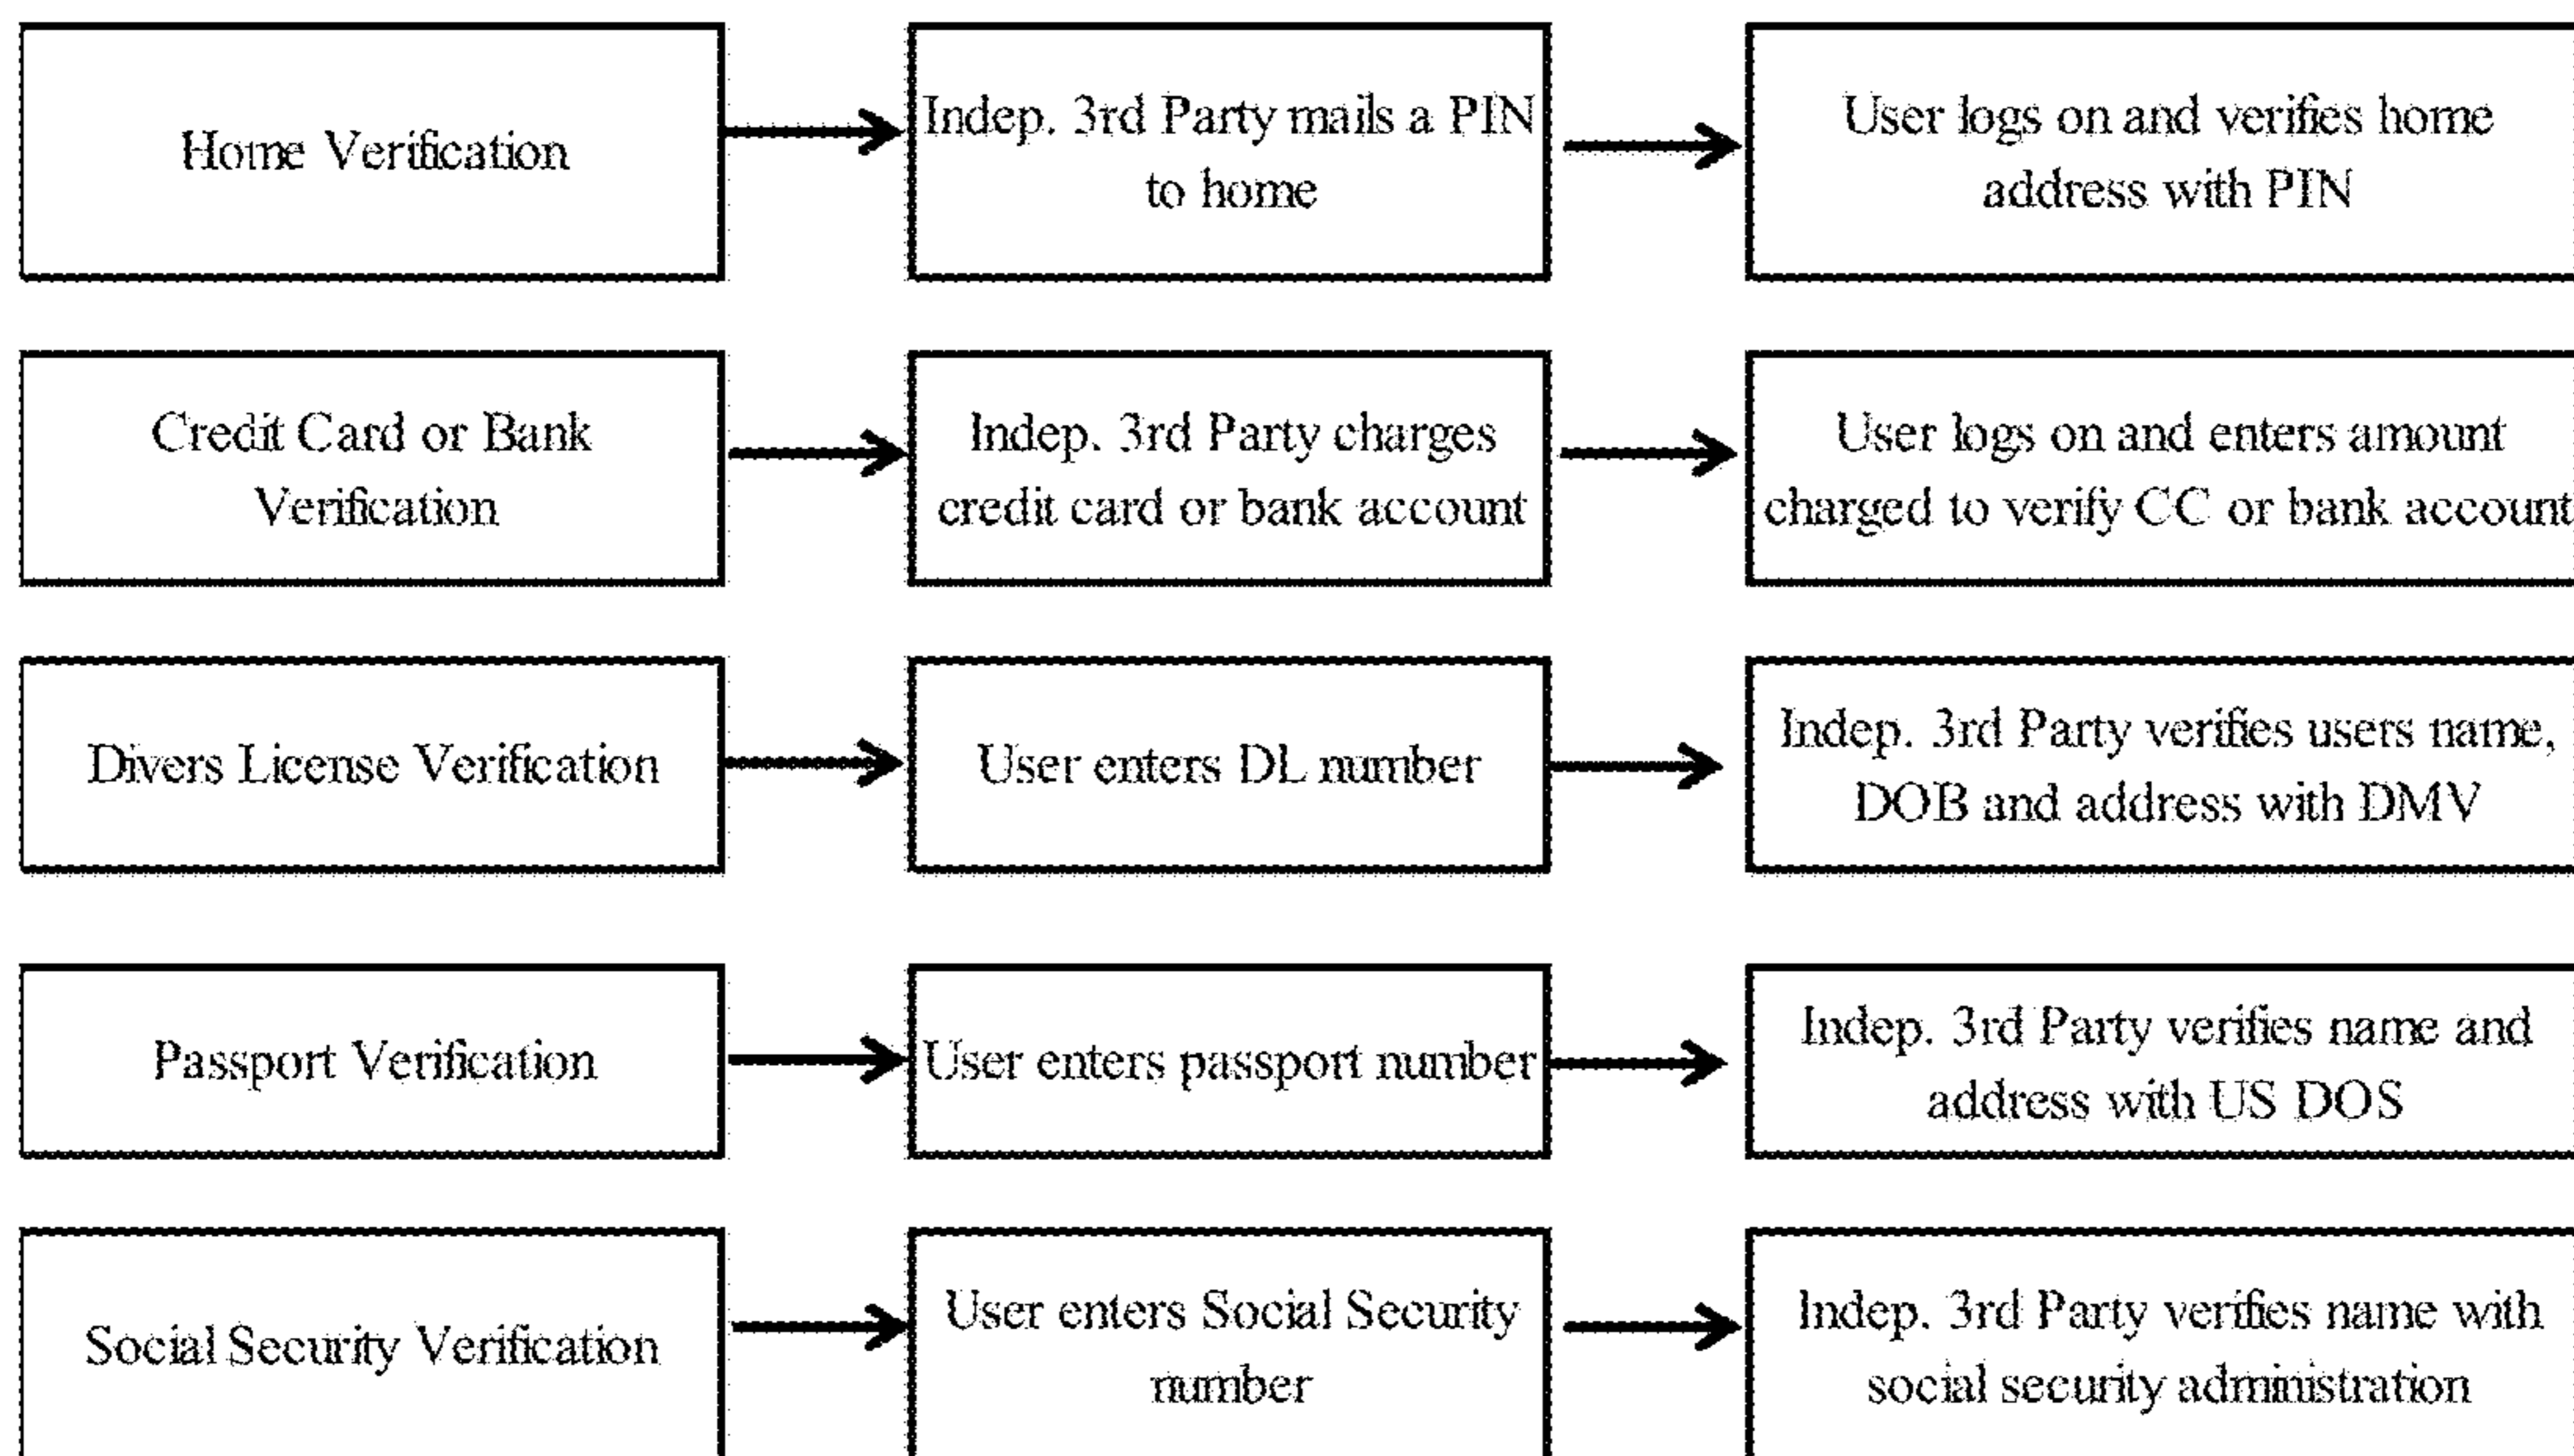 Home Verification
Indep. 3rd Party mails a PIN
to home
User logs on and verifies home
address with PIN
Credit Card or Bank
Verification
Indep. 3rd Party charges
credit card or bank account
User logs on and enters amount
charged to verify CC or bank account
Divers License Verification
User enters DL number
Indep. 3rd Party verifies users name,
DOB and address with DMV
Passport Verification
User enters passport number
Indep. 3rd Party verifies name and
address with US DOS
Social Security Verification
User enters Social Security
number
Indep. 3rd Party verifies name with
social security administration